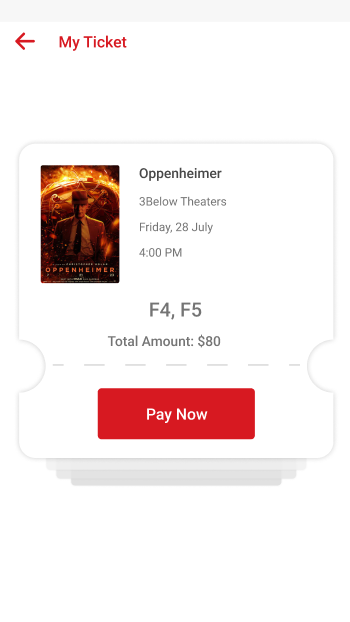 My Ticket
Oppenheimer
3Below Theaters
Friday, 28 July
4:00 PM
OPPENHEIMER
F4, F5
Total Amount: $80
Pay Now